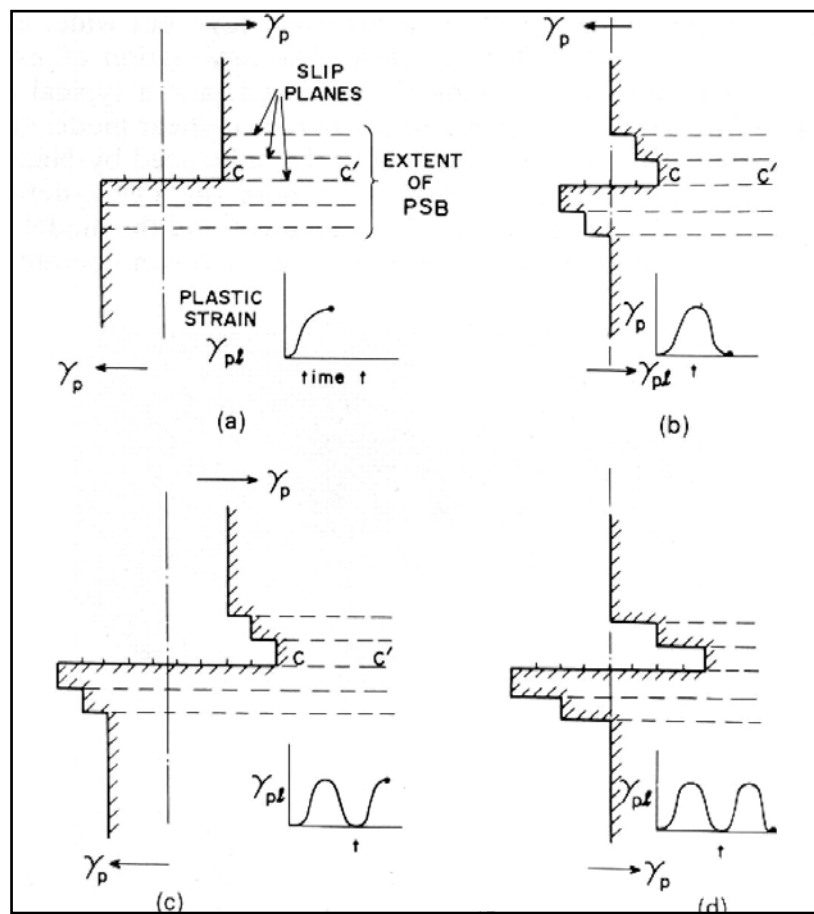 γp
SLIP
PLANES
C C'
EXTENT
OF
PSB
PLASTIC
STRAIN
γpl
time t
γp
(a)
γp
C C'
γp
t
γpl
(b)
γp
C C'
γpl
t
γp
(c)
γpl
t
γp
(d)